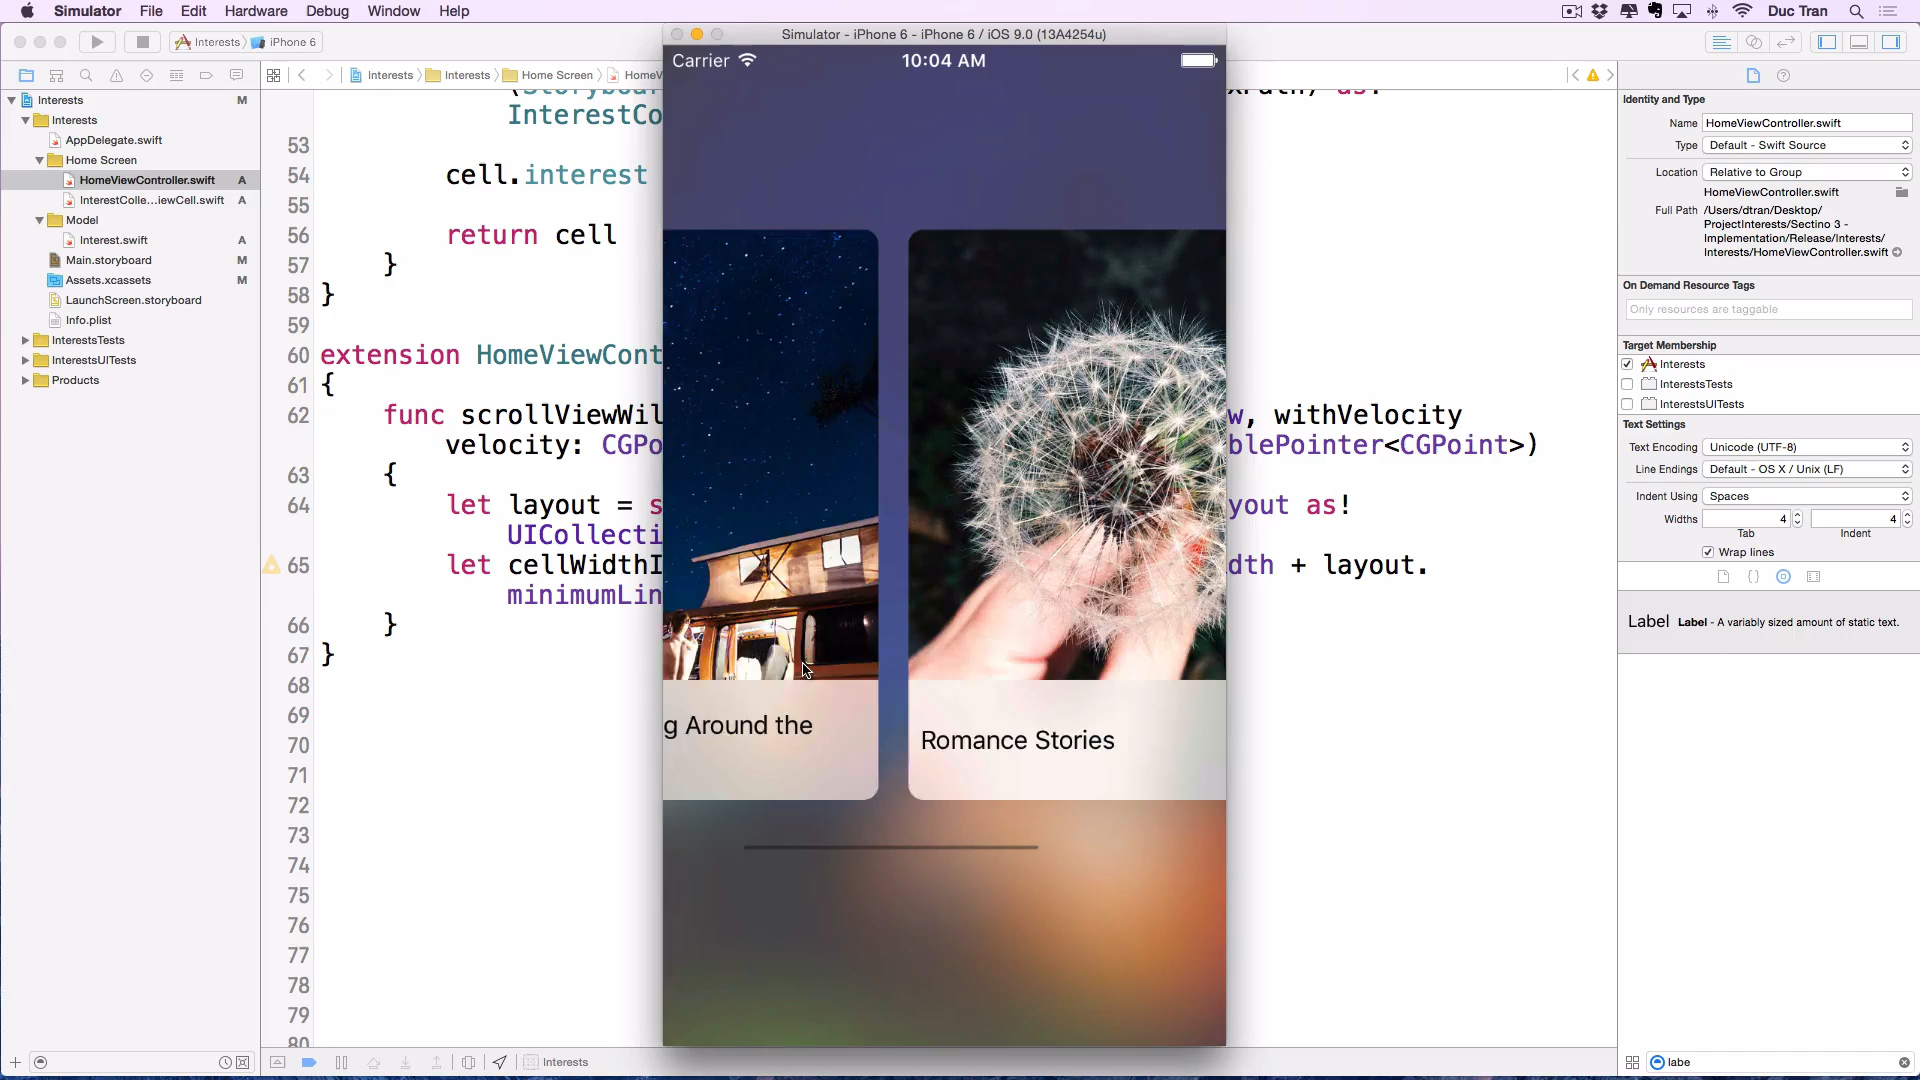 Simulator File Edit Hardware Debug Window Help Duc Tran
Interests iPhone 6
Simulator - iPhone 6 - iPhone 6 / iOS 9.0 (13A4254u)
Interests Interests Home Screen HomeV
Interests M
Interests
AppDelegate.swift
Home Screen
HomeViewController.swift A
InterestColle...iewCell.swift A
Model
Interest.swift A
Main.storyboard M
Assets.xcassets M
LaunchScreen.storyboard
Info.plist
InterestsTests
InterestsUITests
Products
InterestCo
53
54 cell.interest
55
56 return cell
57 }
58 }
59
60 extension HomeViewCont
61 {
62 func scrollViewWil w, withVelocity
velocity: CGPo blePointer<CGPoint>)
63 {
64 let layout = s yout as!
UICollecti
65 let cellWidthI dth + layout.
minimumLin
66 }
67 }
68
69
70
71
72
73
74
75
76
77
78
79
80
Carrier 10:04 AM
g Around the
Romance Stories
Interests
Identity and Type
Name HomeViewController.swift
Type Default - Swift Source
Location Relative to Group
HomeViewController.swift
Full Path /Users/dtran/Desktop/
ProjectInterests/Sectino 3 -
Implementation/Release/Interests/
Interests/HomeViewController.swift
On Demand Resource Tags
Only resources are taggable
Target Membership
Interests
InterestsTests
InterestsUITests
Text Settings
Text Encoding Unicode (UTF-8)
Line Endings Default - OS X / Unix (LF)
Indent Using Spaces
Widths 4 4
Tab Indent
Wrap lines
Label Label - A variably sized amount of static text.
labe